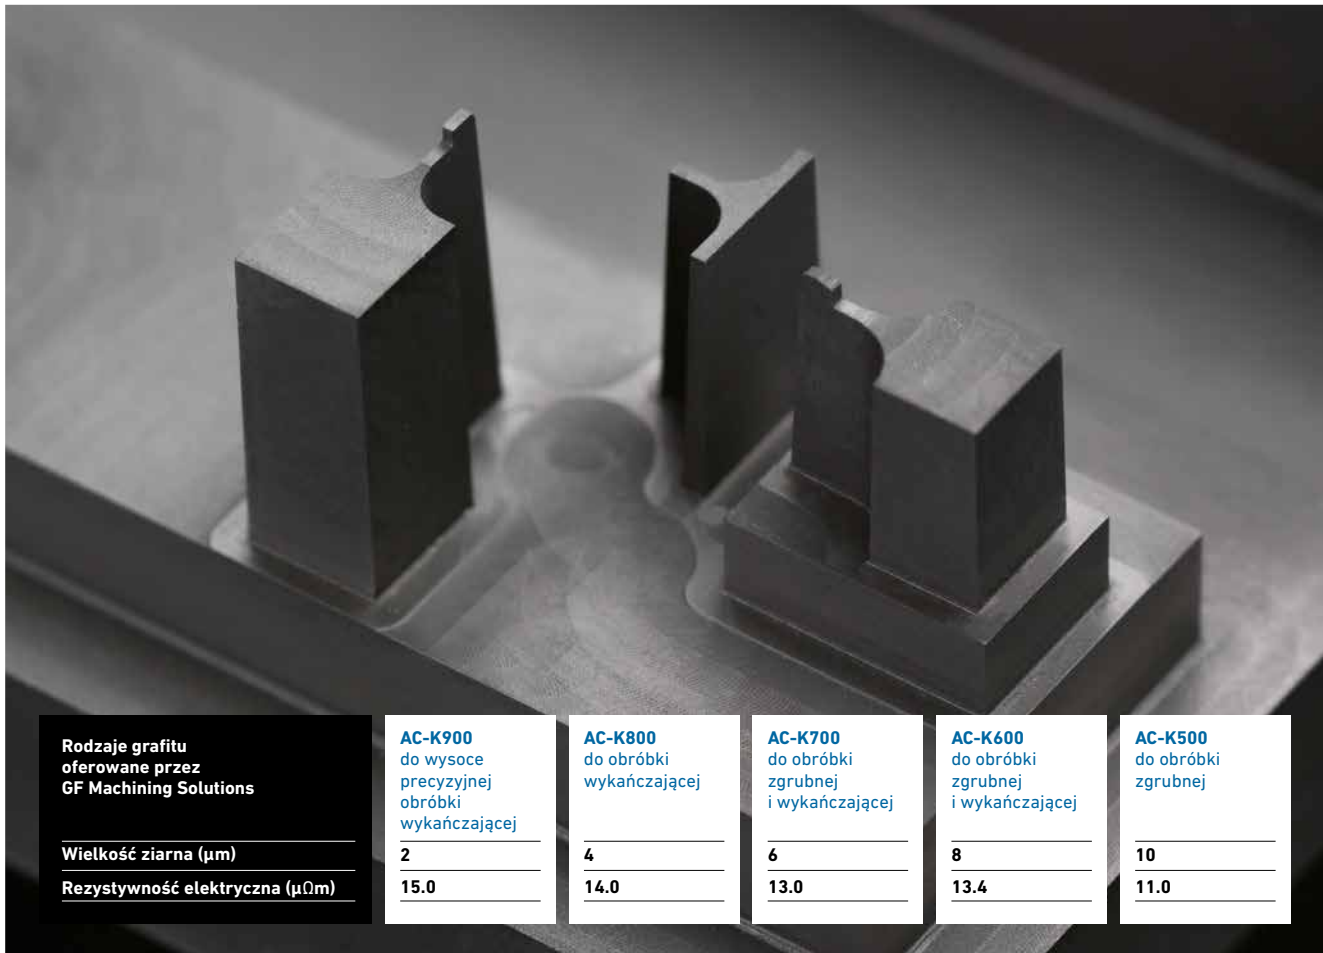 Rodzaje grafitu
oferowane przez
GF Machining Solutions
Wielkość ziarna (µm)
Rezystywność elektryczna (µΩm)
AC-K900
do wysoce
precyzyjnej
obróbki
wykańczającej
2
15.0
AC-K800
do obróbki
wykańczającej
4
14.0
AC-K700
do obróbki
zgrubnej
i wykańczającej
6
13.0
AC-K600
do obróbki
zgrubnej
i wykańczającej
8
13.4
AC-K500
do obróbki
zgrubnej
10
11.0